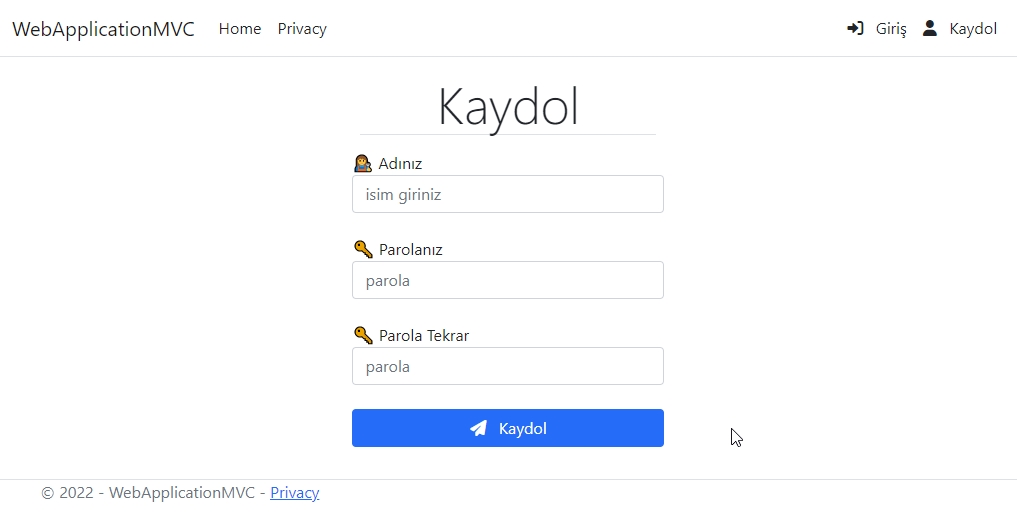 WebApplicationMVC Home Privacy Giriş Kaydol
Kaydol
Adınız
isim giriniz
Parolanız
parola
Parola Tekrar
parola
Kaydol
© 2022 - WebApplicationMVC - Privacy